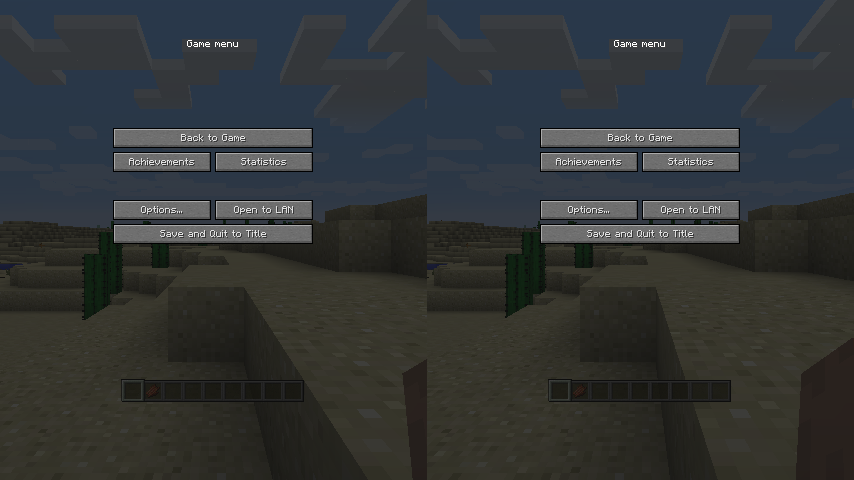 Game menu
Game menu
Back to Game
Back to Game
Achievements Statistics
Achievements Statistics
Options... Open to LAN
Options... Open to LAN
Save and Quit to Title
Save and Quit to Title